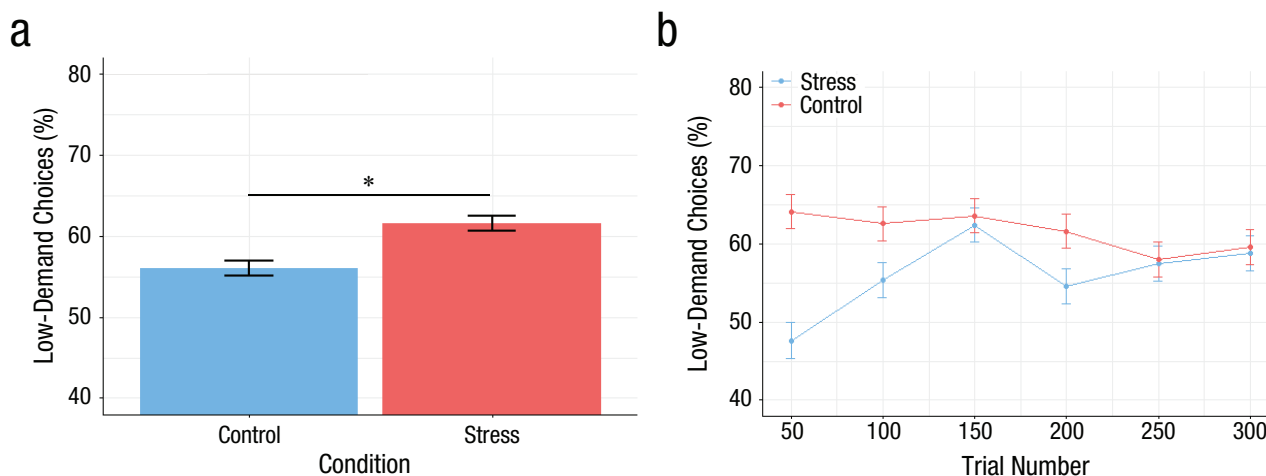 a
Low-Demand Choices (%)
80
70
60
50
40
*
Control
Stress
Condition
b
Low-Demand Choices (%)
80
70
60
50
40
Stress
Control
50
100
150
200
250
300
Trial Number